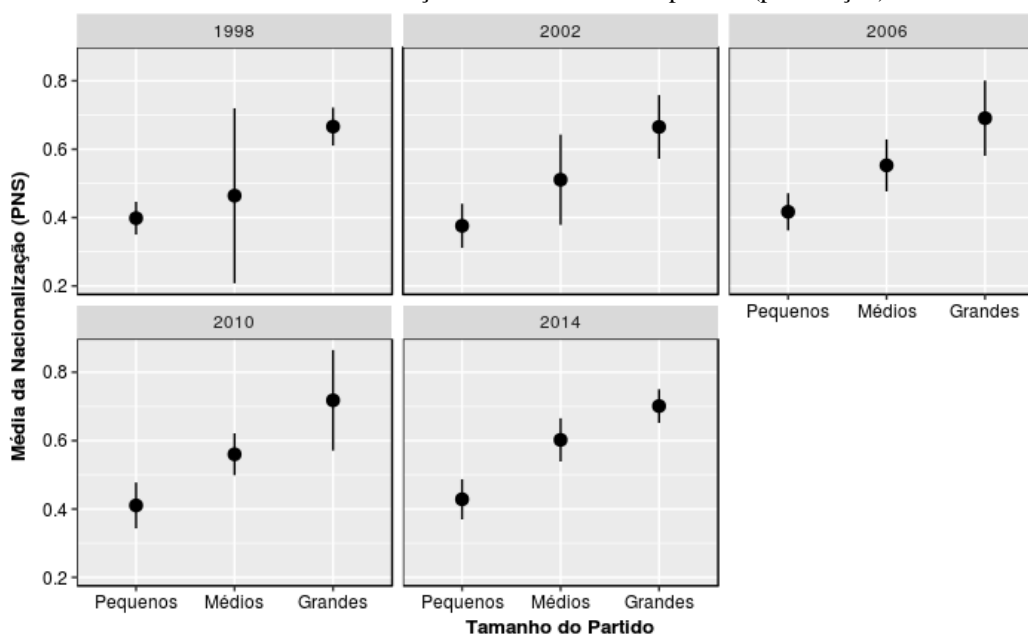 1998
2002
2006
0.8
0.6
0.4
0.2
Pequenos Médios Grandes
2010
2014
0.8
0.6
0.4
0.2
Pequenos Médios Grandes
Pequenos Médios Grandes
Média da Nacionalização (PNS)
Tamanho do Partido